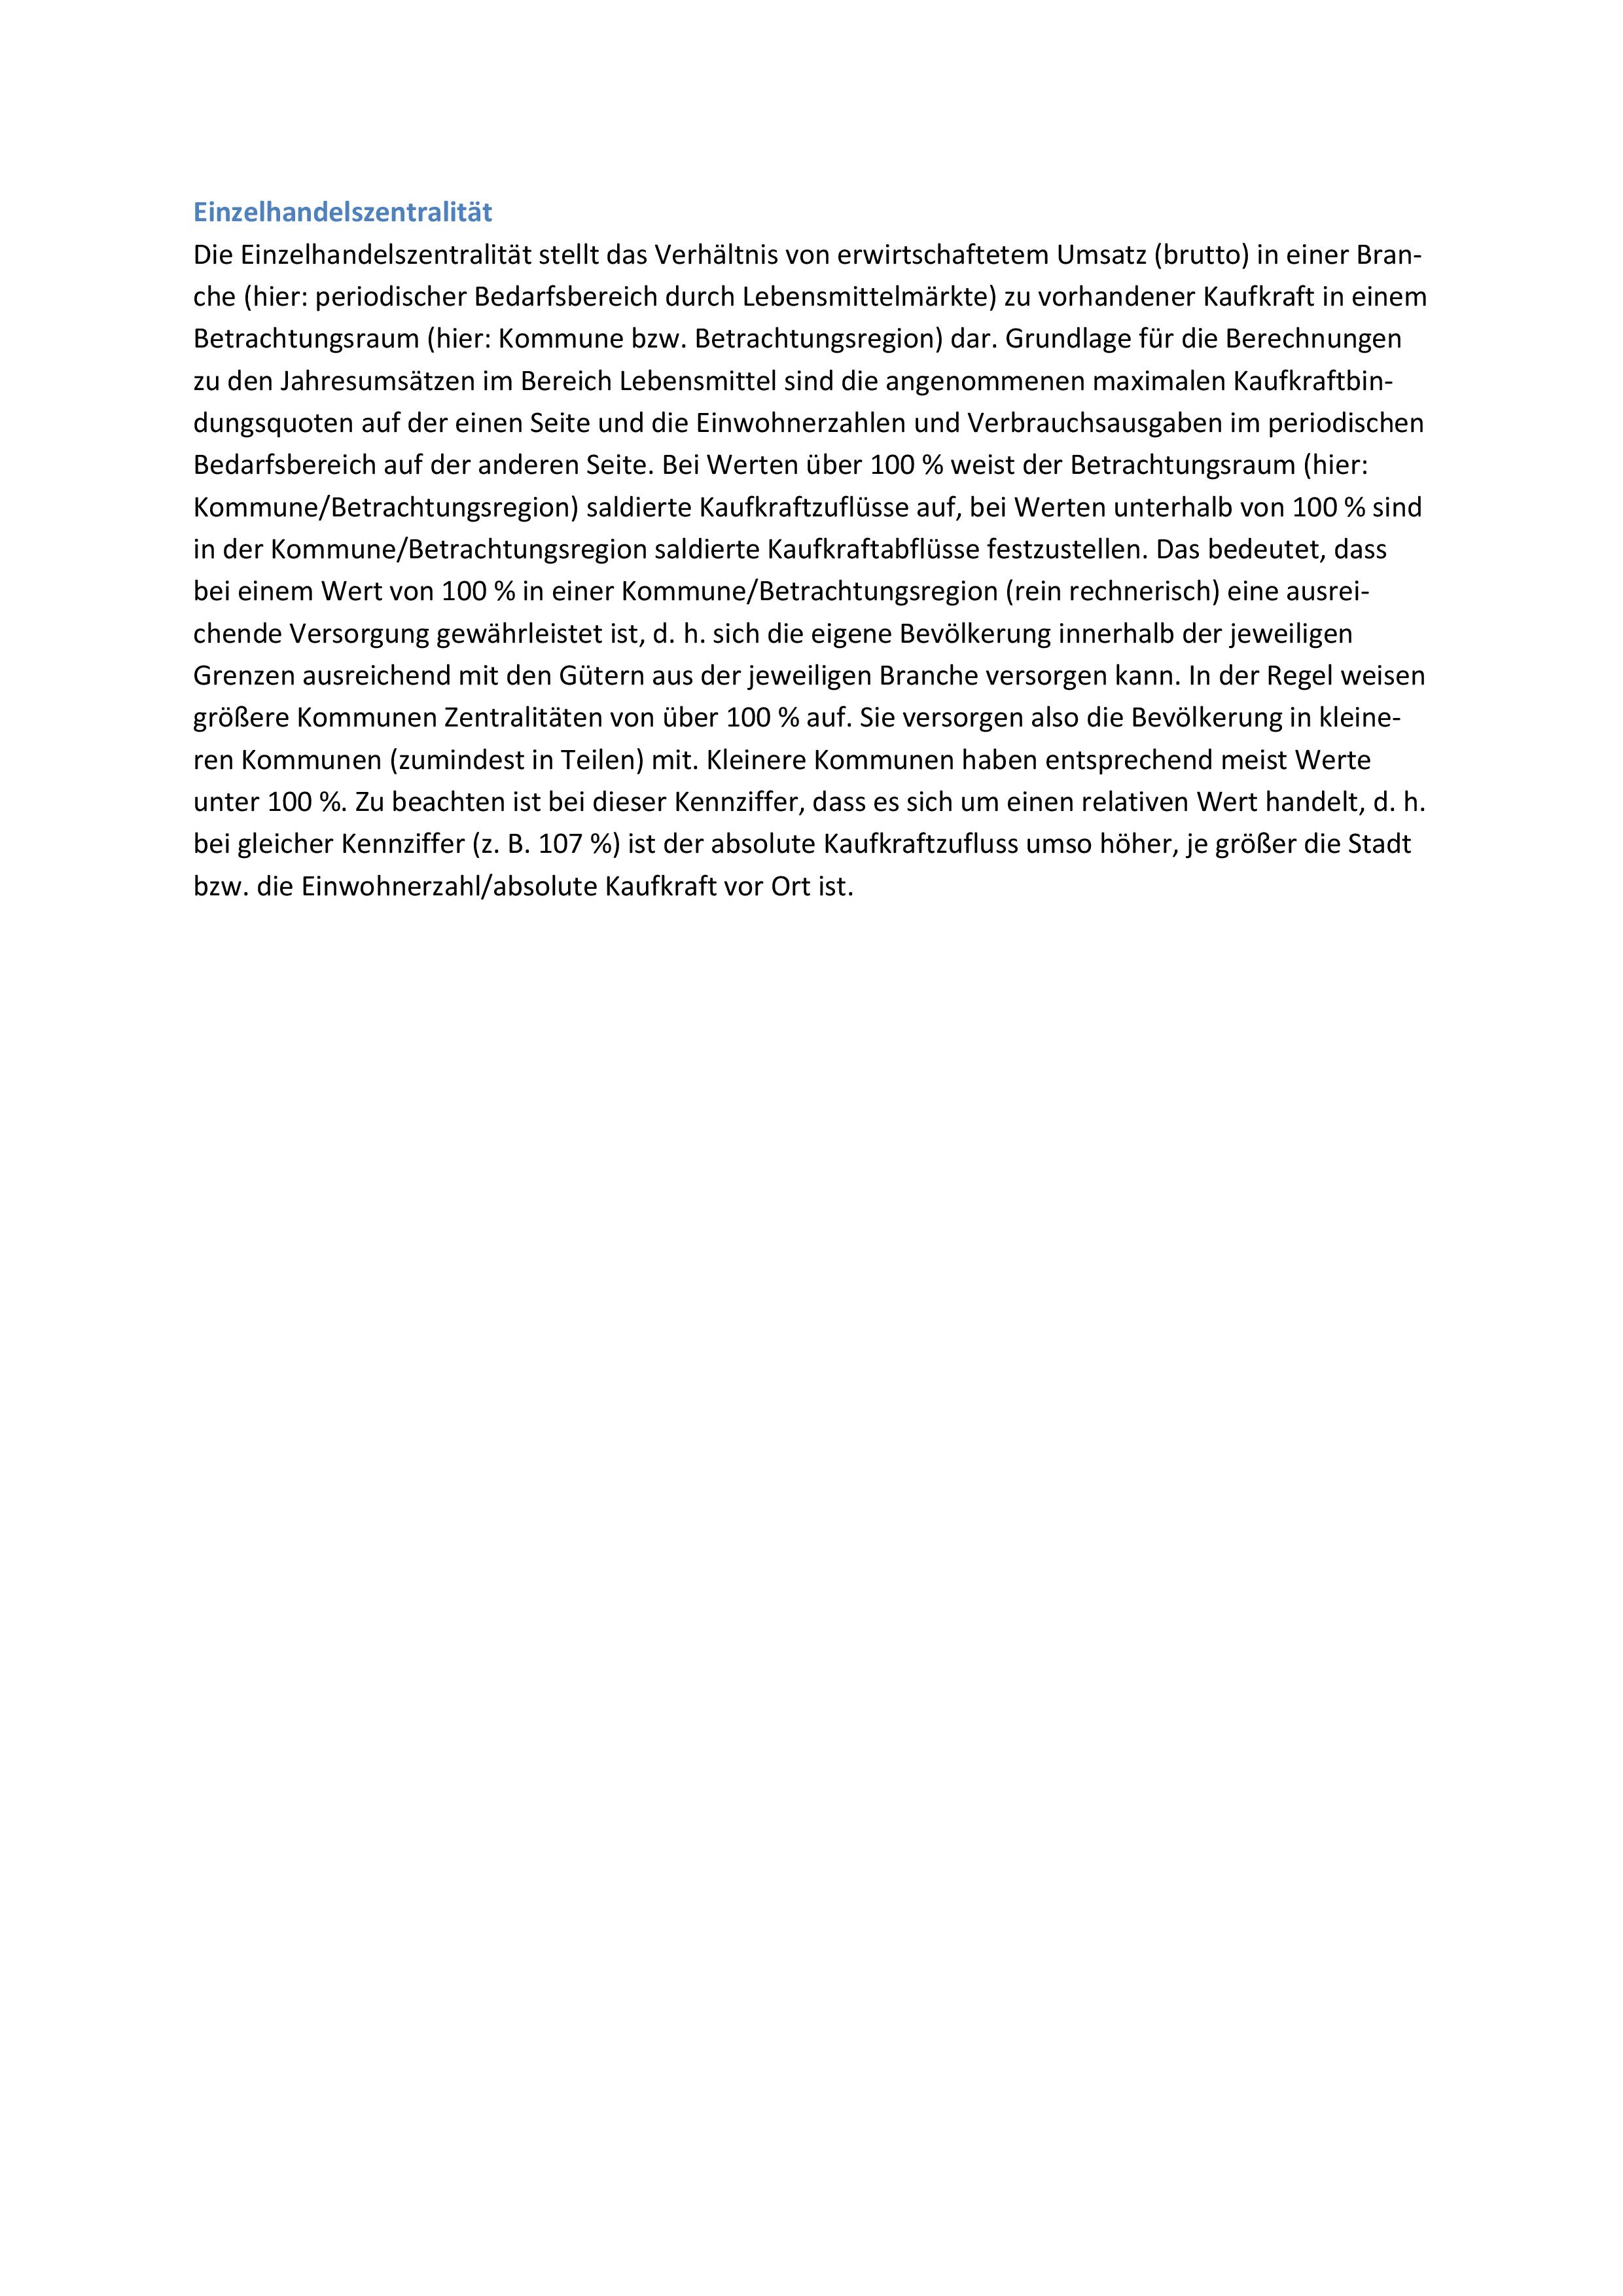 Einzelhandelszentralität
Die Einzelhandelszentralität stellt das Verhältnis von erwirtschaftetem Umsatz (brutto) in einer Bran-
che (hier: periodischer Bedarfsbereich durch Lebensmittelmärkte) zu vorhandener Kaufkraft in einem
Betrachtungsraum (hier: Kommune bzw. Betrachtungsregion) dar. Grundlage für die Berechnungen
zu den Jahresumsätzen im Bereich Lebensmittel sind die angenommenen maximalen Kaufkraftbin-
dungsquoten auf der einen Seite und die Einwohnerzahlen und Verbrauchsausgaben im periodischen
Bedarfsbereich auf der anderen Seite. Bei Werten über 100 % weist der Betrachtungsraum (hier:
Kommune/Betrachtungsregion) saldierte Kaufkraftzuflüsse auf, bei Werten unterhalb von 100 % sind
in der Kommune/Betrachtungsregion saldierte Kaufkraftabflüsse festzustellen. Das bedeutet, dass
bei einem Wert von 100 % in einer Kommune/Betrachtungsregion (rein rechnerisch) eine ausrei-
chende Versorgung gewährleistet ist, d. h. sich die eigene Bevölkerung innerhalb der jeweiligen
Grenzen ausreichend mit den Gütern aus der jeweiligen Branche versorgen kann. In der Regel weisen
größere Kommunen Zentralitäten von über 100 % auf. Sie versorgen also die Bevölkerung in kleine-
ren Kommunen (zumindest in Teilen) mit. Kleinere Kommunen haben entsprechend meist Werte
unter 100 %. Zu beachten ist bei dieser Kennziffer, dass es sich um einen relativen Wert handelt, d. h.
bei gleicher Kennziffer (z. B. 107 %) ist der absolute Kaufkraftzufluss umso höher, je größer die Stadt
bzw. die Einwohnerzahl/absolute Kaufkraft vor Ort ist.